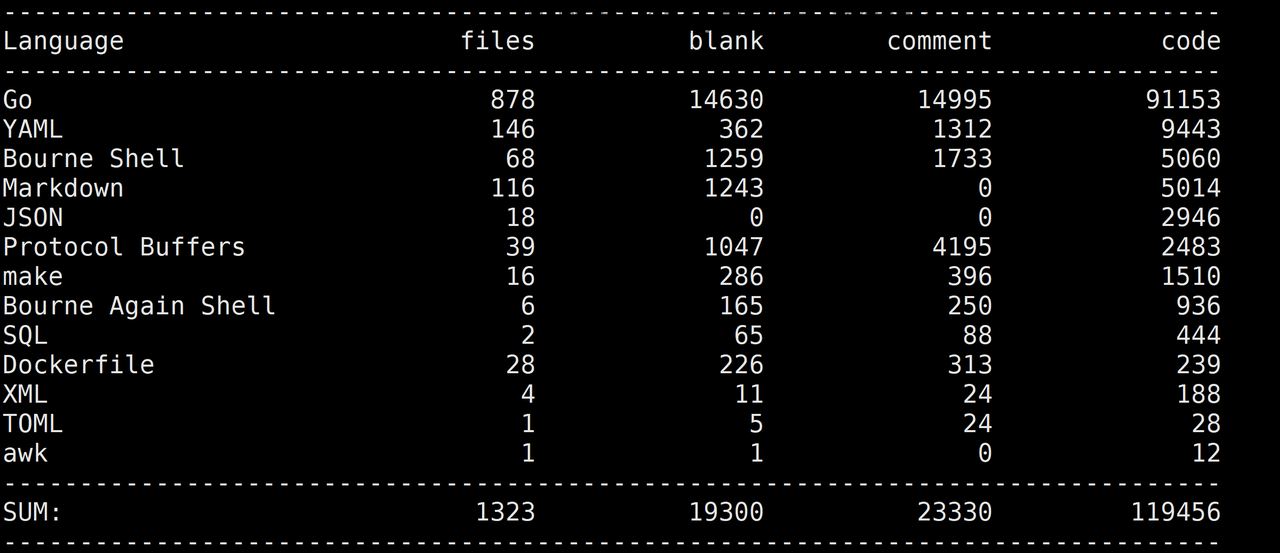 --------------------------------------------------------------------------------
Language                      files          blank        comment           code
--------------------------------------------------------------------------------
Go                              878          14630          14995          91153
YAML                            146            362           1312           9443
Bourne Shell                     68           1259           1733           5060
Markdown                        116           1243              0           5014
JSON                             18              0              0           2946
Protocol Buffers                 39           1047           4195           2483
make                             16            286            396           1510
Bourne Again Shell                6            165            250            936
SQL                               2             65             88            444
Dockerfile                       28            226            313            239
XML                               4             11             24            188
TOML                              1              5             24             28
awk                               1              1              0             12
--------------------------------------------------------------------------------
SUM:                           1323          19300          23330         119456
--------------------------------------------------------------------------------